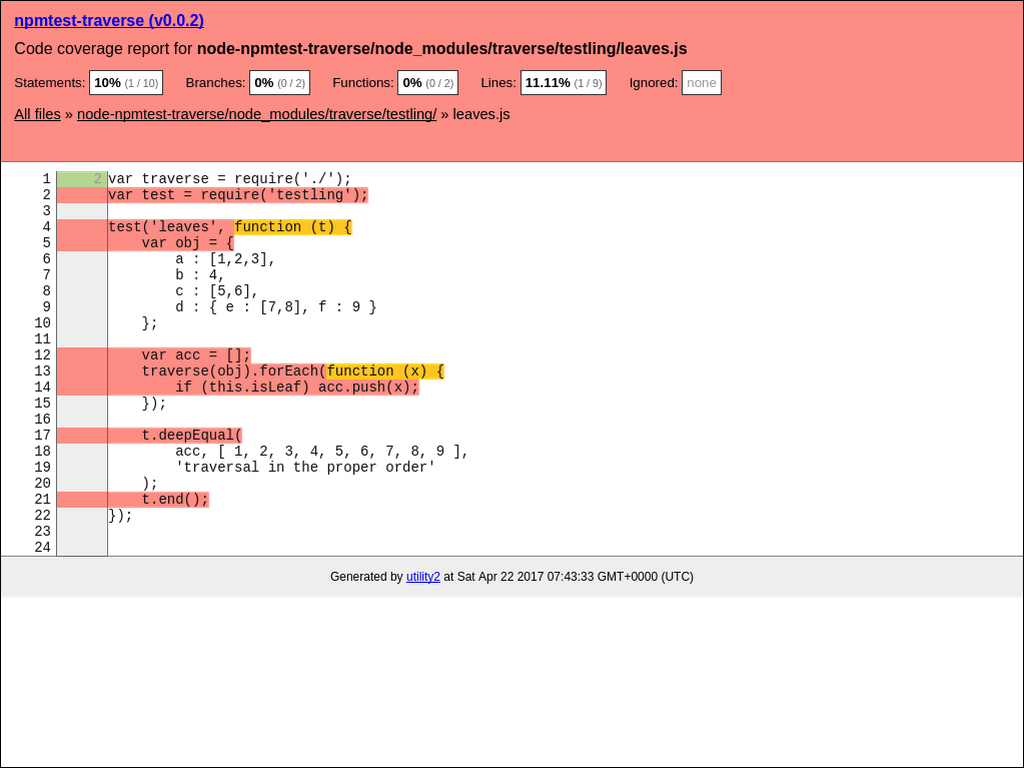 npmtest-traverse (v0.0.2)
Code coverage report for node-npmtest-traverse/node_modules/traverse/testling/leaves.js
Statements: 10% (1 / 10) Branches: 0% (0 / 2) Functions: 0% (0 / 2) Lines: 11.11% (1 / 9) Ignored: none
All files » node-npmtest-traverse/node_modules/traverse/testling/ » leaves.js
1 2 var traverse = require('./');
2 var test = require('testling');
3
4 test('leaves', function (t) {
5     var obj = {
6         a : [1,2,3],
7         b : 4,
8         c : [5,6],
9         d : { e : [7,8], f : 9 }
10     };
11
12     var acc = [];
13     traverse(obj).forEach(function (x) {
14         if (this.isLeaf) acc.push(x);
15     });
16
17     t.deepEqual(
18         acc, [ 1, 2, 3, 4, 5, 6, 7, 8, 9 ],
19         'traversal in the proper order'
20     );
21     t.end();
22 });
23
24
Generated by utility2 at Sat Apr 22 2017 07:43:33 GMT+0000 (UTC)